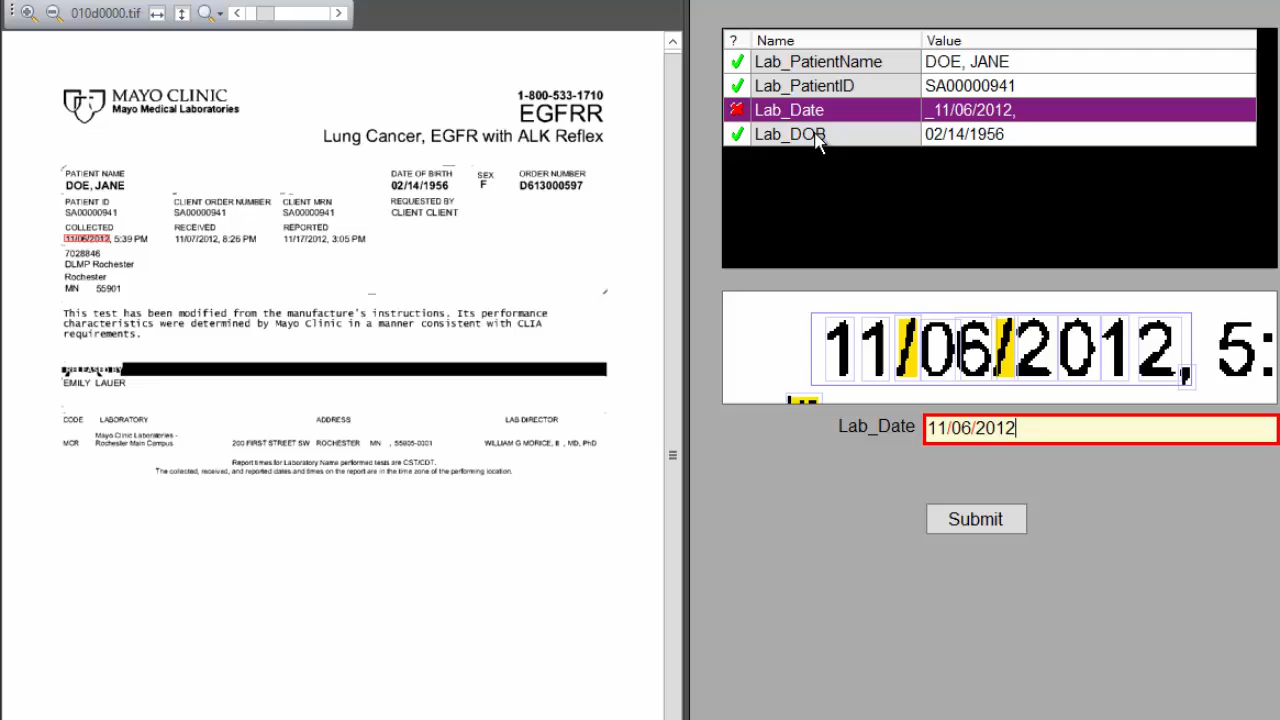 010d0000.tif
MAYO CLINIC
Mayo Medical Laboratories
1-800-533-1710
EGFRR
Lung Cancer, EGFR with ALK Reflex
PATIENT NAME DATE OF BIRTH SEX ORDER NUMBER
DOE, JANE 02/14/1956 F D613000597
PATIENT ID CLIENT ORDER NUMBER CLIENT MRN REQUESTED BY
SA00000941 SA00000941 SA00000941 CLIENT CLIENT
COLLECTED RECEIVED REPORTED
11/06/2012, 5:39 PM 11/07/2012, 8:26 PM 11/17/2012, 3:05 PM
7028846
DLMP Rochester
Rochester
MN 55901
This test has been modified from the manufacture's instructions. Its performance
characteristics were determined by Mayo Clinic in a manner consistent with CLIA
requirements.
RELEASED BY
EMILY LAUER
CODE LABORATORY ADDRESS LAB DIRECTOR
MCR Mayo Clinic Laboratories - Rochester Main Campus 200 FIRST STREET SW ROCHESTER MN , 55905-0001 WILLIAM G MORICE, II , MD, PhD
Report times for Laboratory Name performed tests are CST/CDT.
The collected, received, and reported dates and times on the report are in the time zone of the performing location.
? Name Value
Lab_PatientName DOE, JANE
Lab_PatientID SA00000941
Lab_Date _11/06/2012,
Lab_DOB 02/14/1956
11/06/2012, 5:
Lab_Date 11/06/2012
Submit